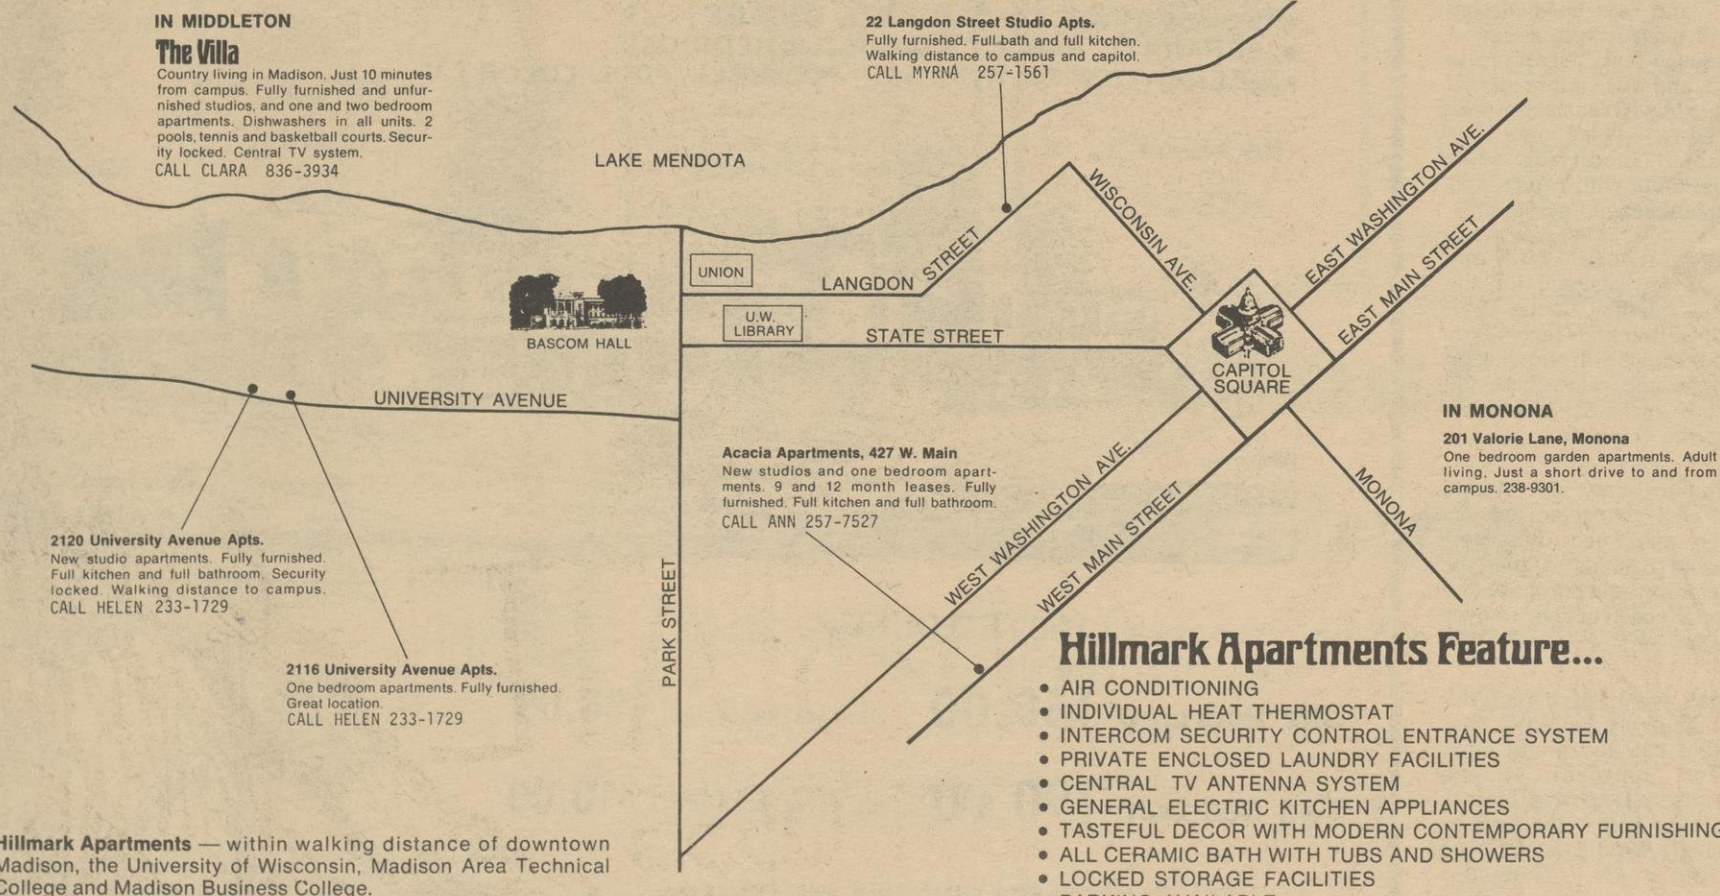 IN MIDDLETON
The Villa
Country living in Madison. Just 10 minutes
from campus. Fully furnished and unfur-
nished studios, and one and two bedroom
apartments. Dishwashers in all units. 2
pools, tennis and basketball courts. Secur-
ity locked. Central TV system.
CALL CLARA 836-3934
22 Langdon Street Studio Apts.
Fully furnished. Full bath and full kitchen.
Walking distance to campus and capitol.
CALL MYRNA 257-1561
LAKE MENDOTA
WISCONSIN AVE.
EAST WASHINGTON AVE.
EAST MAIN STREET
UNION
LANGDON STREET
U.W.
LIBRARY
STATE STREET
BASCOM HALL
CAPITOL
SQUARE
UNIVERSITY AVENUE
IN MONONA
201 Valorie Lane, Monona
One bedroom garden apartments. Adult
living. Just a short drive to and from
campus. 238-9301.
Acacia Apartments, 427 W. Main
New studios and one bedroom apart-
ments. 9 and 12 month leases. Fully
furnished. Full kitchen and full bathroom.
CALL ANN 257-7527
WEST WASHINGTON AVE.
WEST MAIN STREET
MONONA
PARK STREET
2120 University Avenue Apts.
New studio apartments. Fully furnished.
Full kitchen and full bathroom. Security
locked. Walking distance to campus.
CALL HELEN 233-1729
2116 University Avenue Apts.
One bedroom apartments. Fully furnished.
Great location.
CALL HELEN 233-1729
Hillmark Apartments Feature...
• AIR CONDITIONING
• INDIVIDUAL HEAT THERMOSTAT
• INTERCOM SECURITY CONTROL ENTRANCE SYSTEM
• PRIVATE ENCLOSED LAUNDRY FACILITIES
• CENTRAL TV ANTENNA SYSTEM
• GENERAL ELECTRIC KITCHEN APPLIANCES
• TASTEFUL DECOR WITH MODERN CONTEMPORARY FURNISHING
• ALL CERAMIC BATH WITH TUBS AND SHOWERS
• LOCKED STORAGE FACILITIES
Hillmark Apartments — within walking distance of downtown
Madison, the University of Wisconsin, Madison Area Technical
College and Madison Business College.